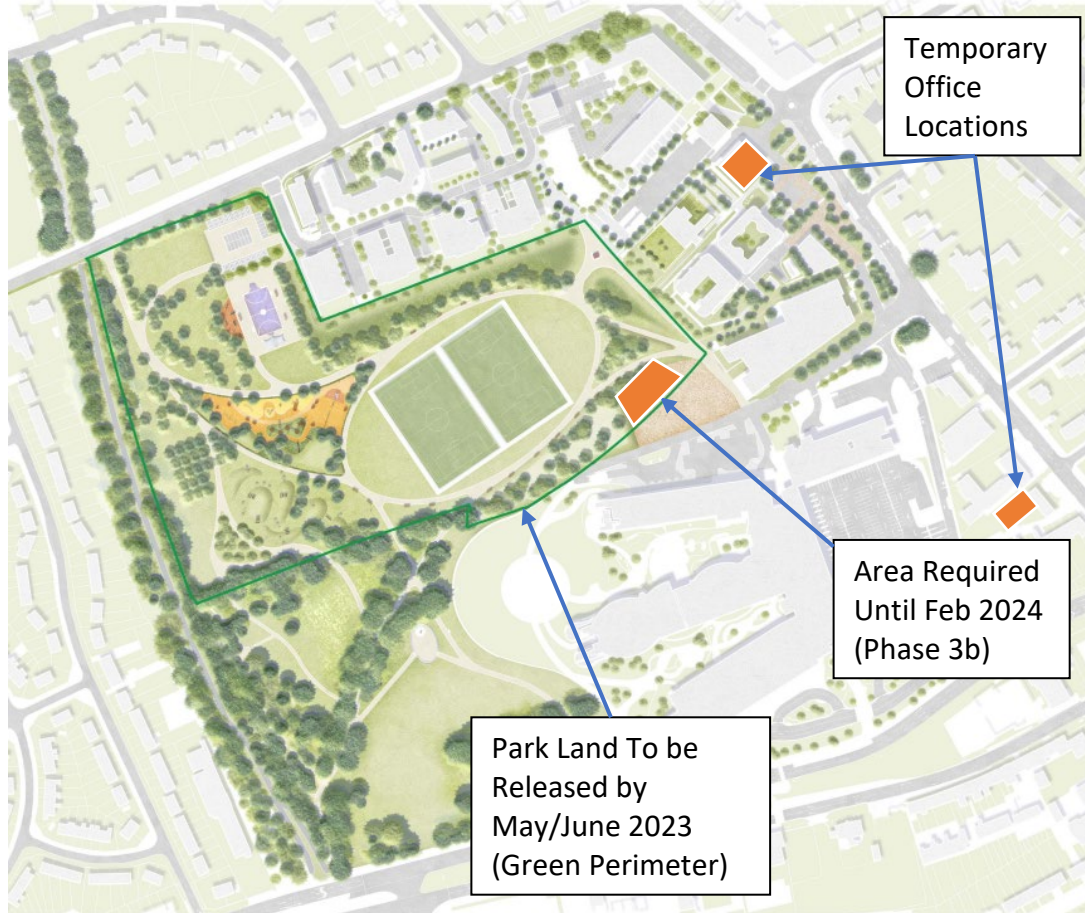 Temporary
Office
Locations
Area Required
Until Feb 2024
(Phase 3b)
Park Land To be
Released by
May/June 2023
(Green Perimeter)